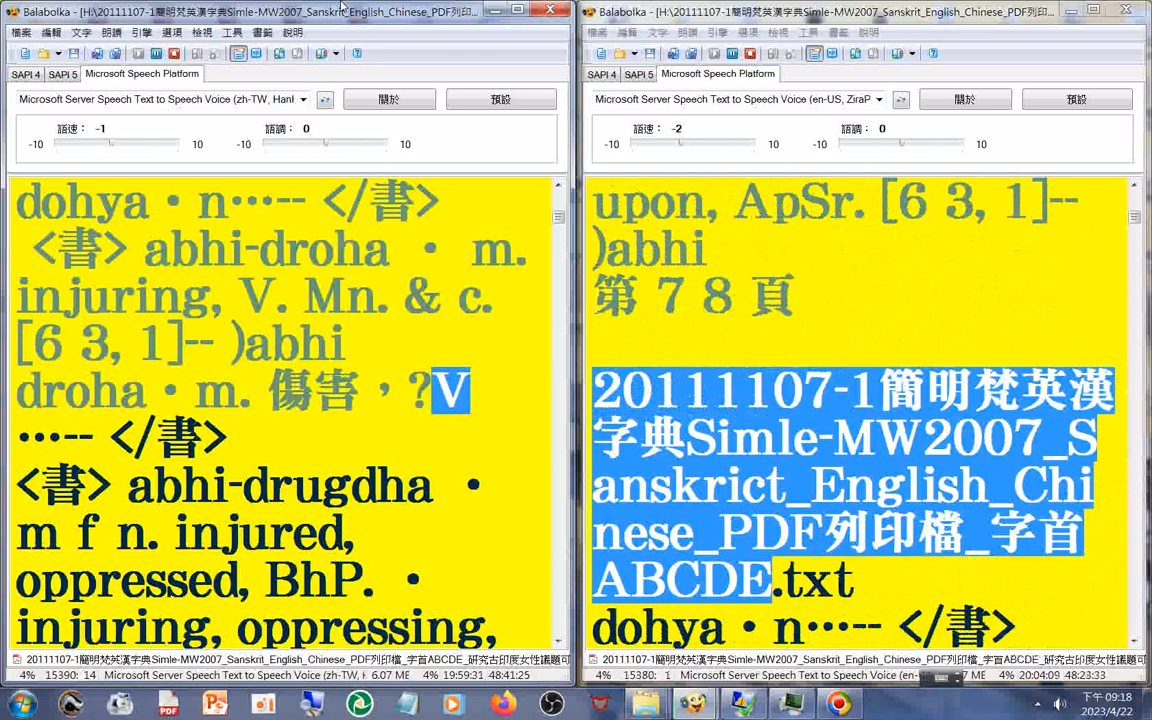 Balabolka - [H:\20111107-1簡明梵英漢字典Simle-MW2007_Sanskrit_English_Chinese_PDF列印...
檔案 編輯 文字 朗讀 引擎 選項 檢視 工具 書籤 說明
SAPI 4 SAPI 5 Microsoft Speech Platform
Microsoft Server Speech Text to Speech Voice (zh-TW, Hanl
關於 預設
語速： -1 語調： 0
-10 10 -10 10
dohya・n…-- </書>
<書> abhi-droha ・ m.
injuring, V. Mn. & c.
[6 3, 1]-- )abhi
droha・m. 傷害，?V
…-- </書>
<書> abhi-drugdha ・
m f n. injured,
oppressed, BhP. ・
injuring, oppressing,
20111107-1簡明梵英漢字典Simle-MW2007_Sanskrit_English_Chinese_PDF列印檔_字首ABCDE_研究古印度女性議題可
4% 15390: 14 Microsoft Server Speech Text to Speech Voice (zh-TW, H 6.07 ME 4% 19:59:31 48:41:25
Balabolka - [H:\20111107-1簡明梵英漢字典Simle-MW2007_Sanskrit_English_Chinese_PDF列印...
檔案 編輯 文字 朗讀 引擎 選項 檢視 工具 書籤 說明
SAPI 4 SAPI 5 Microsoft Speech Platform
Microsoft Server Speech Text to Speech Voice (en-US, ZiraP
關於 預設
語速： -2 語調： 0
-10 10 -10 10
upon, ApSr. [6 3, 1]--
)abhi
第 7 8 頁
20111107-1簡明梵英漢
字典Simle-MW2007_S
anskrict_English_Chi
nese_PDF列印檔_字首
ABCDE.txt
dohya・n…-- </書>
20111107-1簡明梵英漢字典Simle-MW2007_Sanskrit_English_Chinese_PDF列印檔_字首ABCDE_研究古印度女性議題可
4% 15380: 1 Microsoft Server Speech Text to Speech Voice (en-US, 4% 20:04:09 48:23:33
下午 09:18
2023/4/22